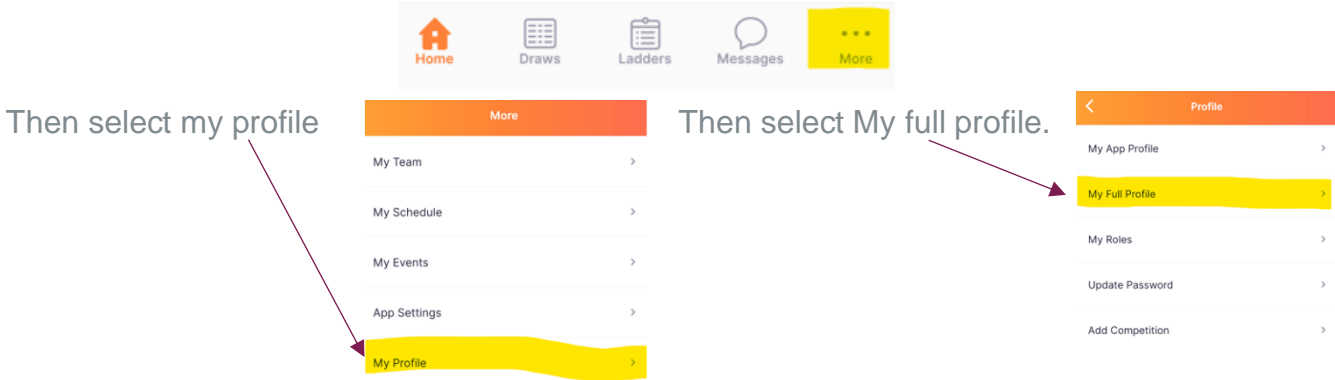 Home Draws Ladders Messages More
Then select my profile
More
My Team
My Schedule
My Events
App Settings
My Profile
Then select My full profile.
Profile
My App Profile
My Full Profile
My Roles
Update Password
Add Competition